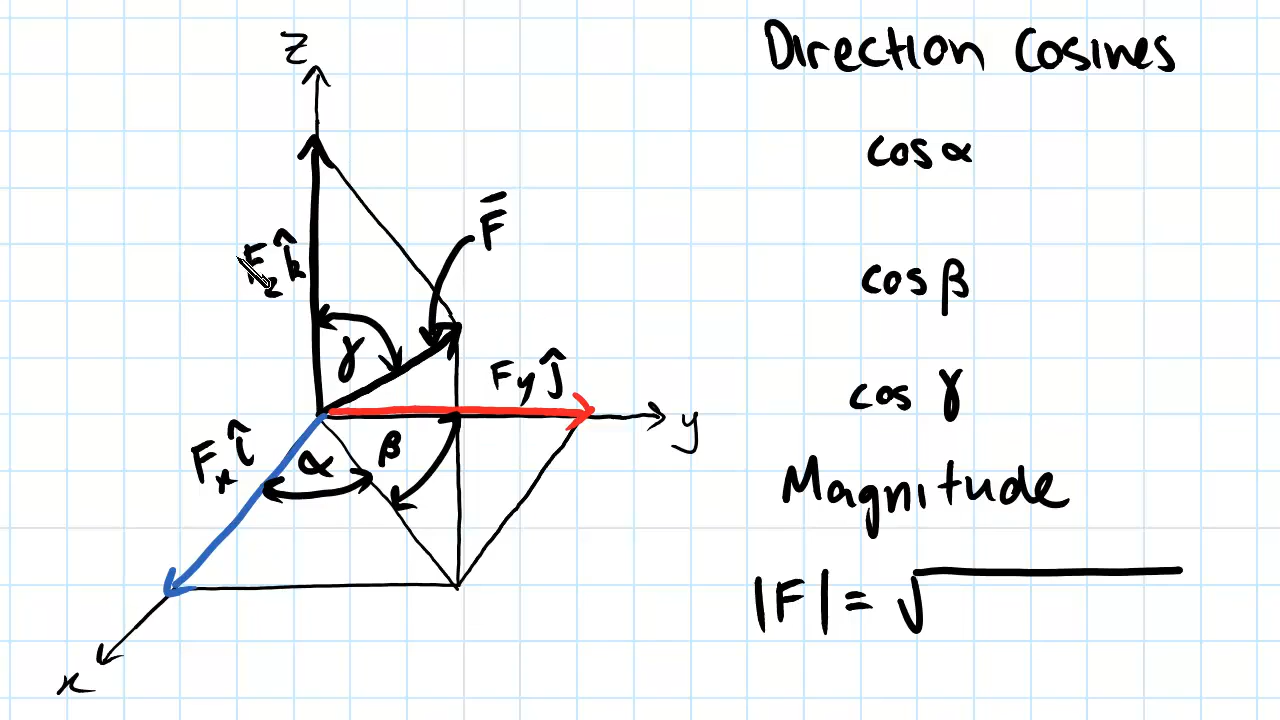 Direction Cosines
z
cos α
F̄
F_z k̂
cos β
γ
F_y ĵ
cos γ
y
F_x î
α
β
Magnitude
|F| = √
x